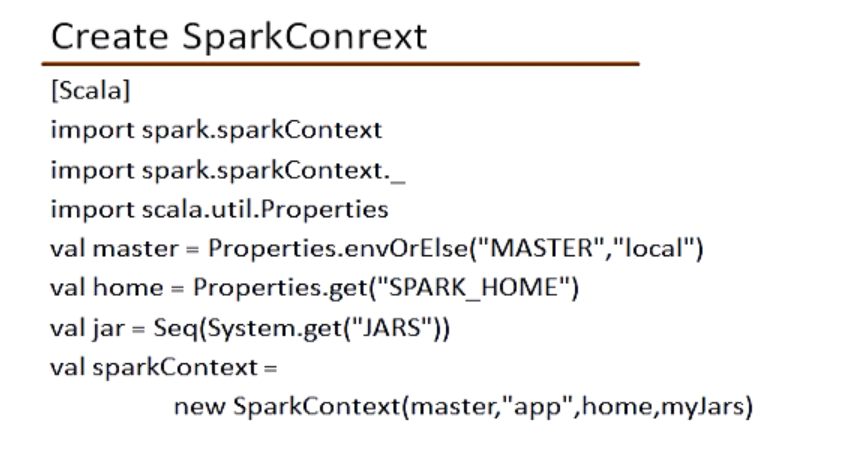 Create SparkConrext
[Scala]
import spark.sparkContext
import spark.sparkContext._
import scala.util.Properties
val master = Properties.envOrElse("MASTER","local")
val home = Properties.get("SPARK_HOME")
val jar = Seq(System.get("JARS"))
val sparkContext =
new SparkContext(master,"app",home,myJars)